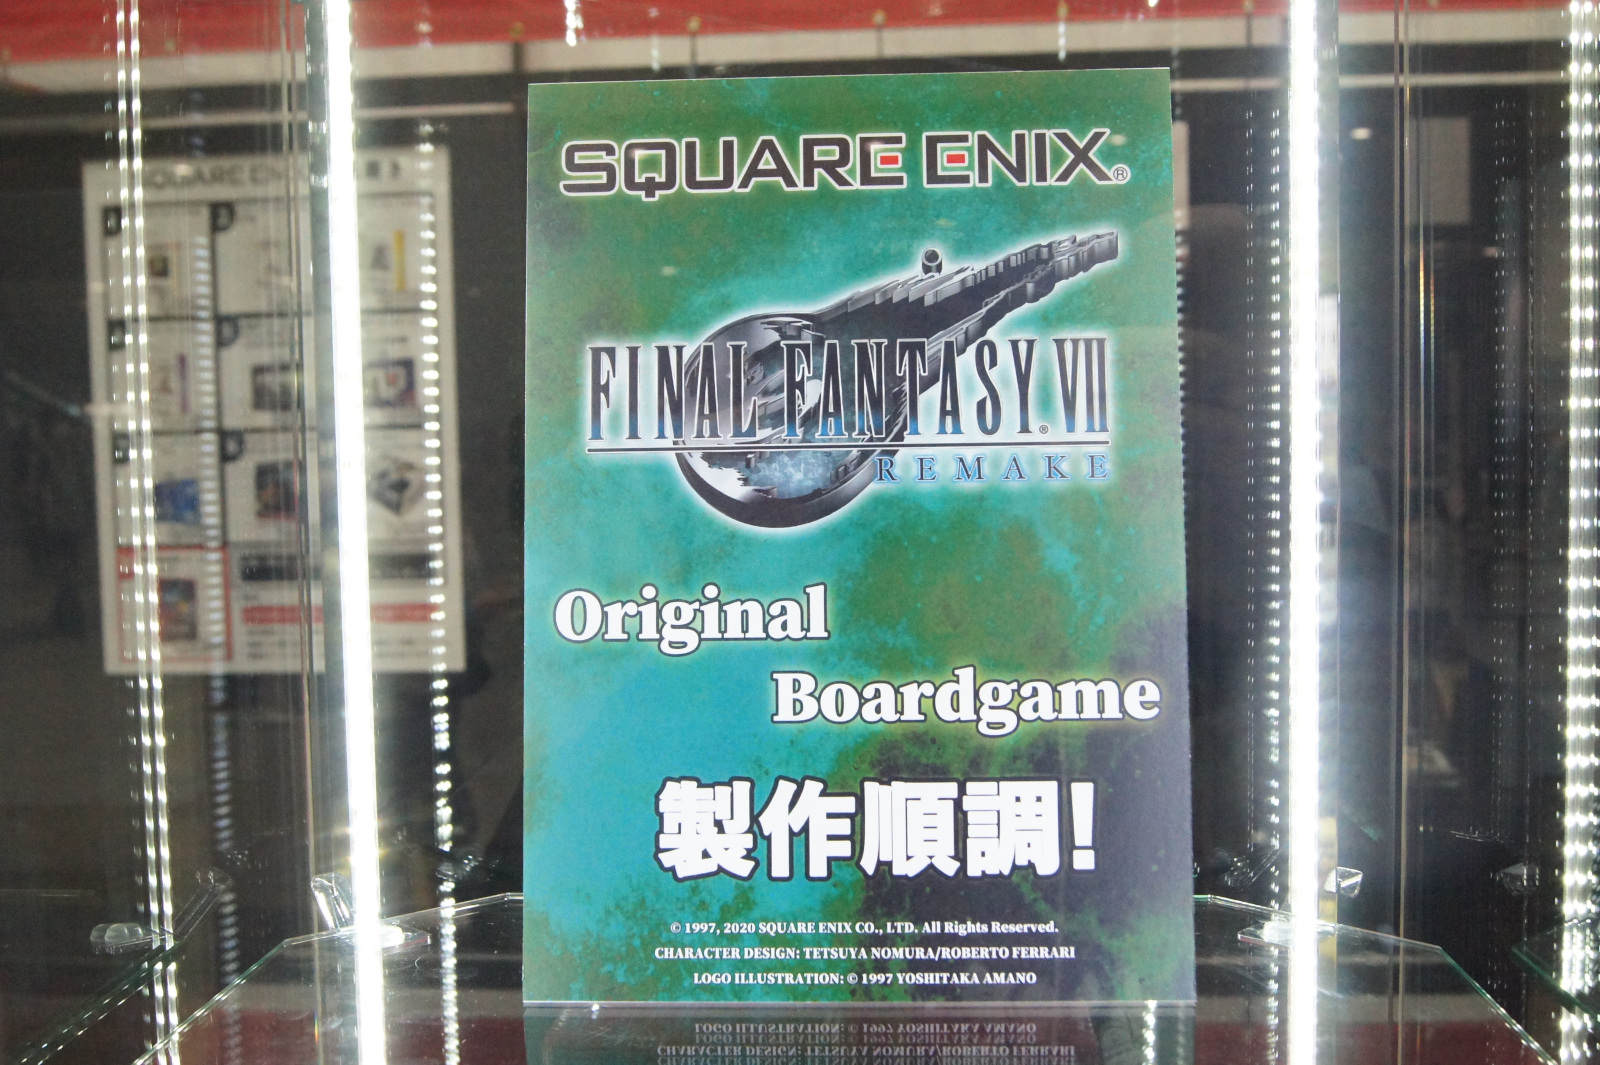 SQUARE ENIX®
FINAL FANTASY® VII
REMAKE
Original
Boardgame
製作順調!
© 1997, 2020 SQUARE ENIX CO., LTD. All Rights Reserved.
CHARACTER DESIGN: TETSUYA NOMURA/ROBERTO FERRARI
LOGO ILLUSTRATION: © 1997 YOSHITAKA AMANO